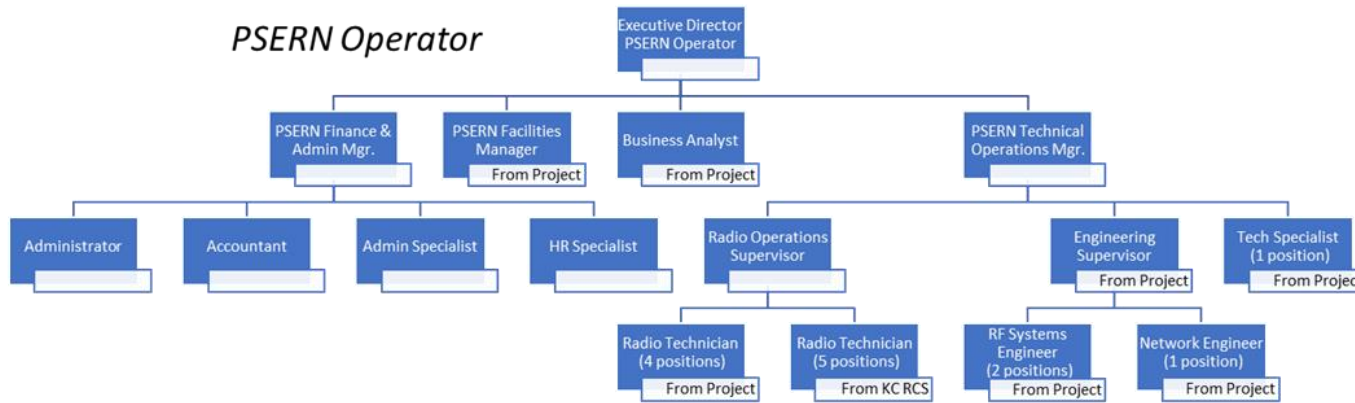 PSERN Operator
Executive Director
PSERN Operator
PSERN Finance &
Admin Mgr.
PSERN Facilities
Manager
From Project
Business Analyst
From Project
PSERN Technical
Operations Mgr.
Administrator
Accountant
Admin Specialist
HR Specialist
Radio Operations
Supervisor
Engineering
Supervisor
From Project
Tech Specialist
(1 position)
From Project
Radio Technician
(4 positions)
From Project
Radio Technician
(5 positions)
From KC RCS
RF Systems
Engineer
(2 positions)
From Project
Network Engineer
(1 position)
From Project